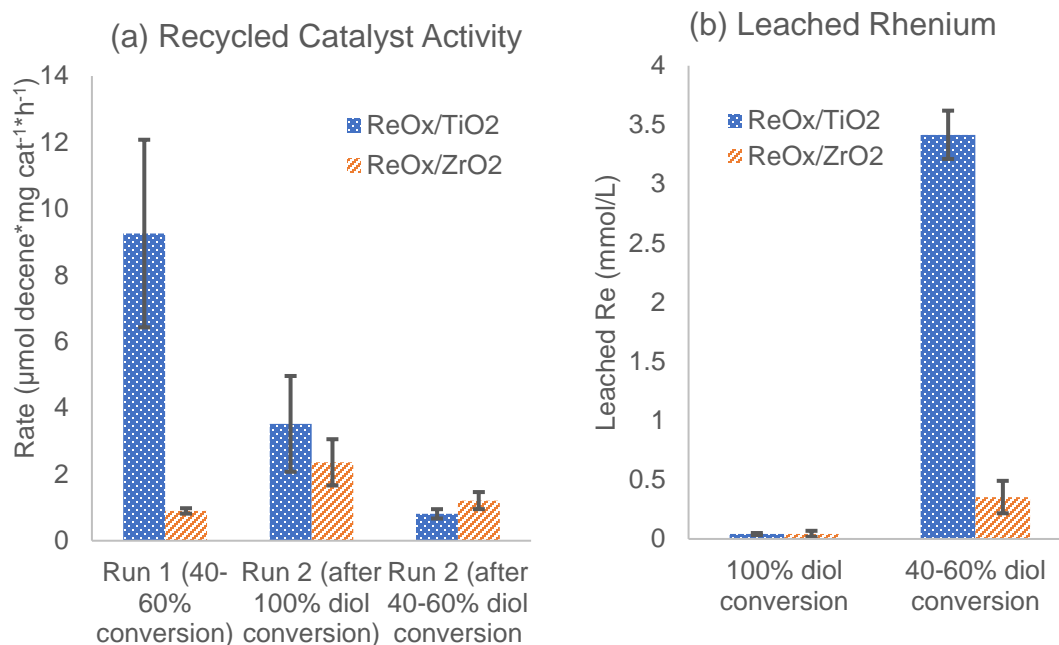 (a) Recycled Catalyst Activity
14
12
10
8
6
4
2
0
Rate (µmol decene*mg cat⁻¹*h⁻¹)
ReOx/TiO2
ReOx/ZrO2
Run 1 (40-
60%
conversion)
Run 2 (after
100% diol
conversion)
Run 2 (after
40-60% diol
conversion
(b) Leached Rhenium
4
3.5
3
2.5
2
1.5
1
0.5
0
Leached Re (mmol/L)
ReOx/TiO2
ReOx/ZrO2
100% diol
conversion
40-60% diol
conversion